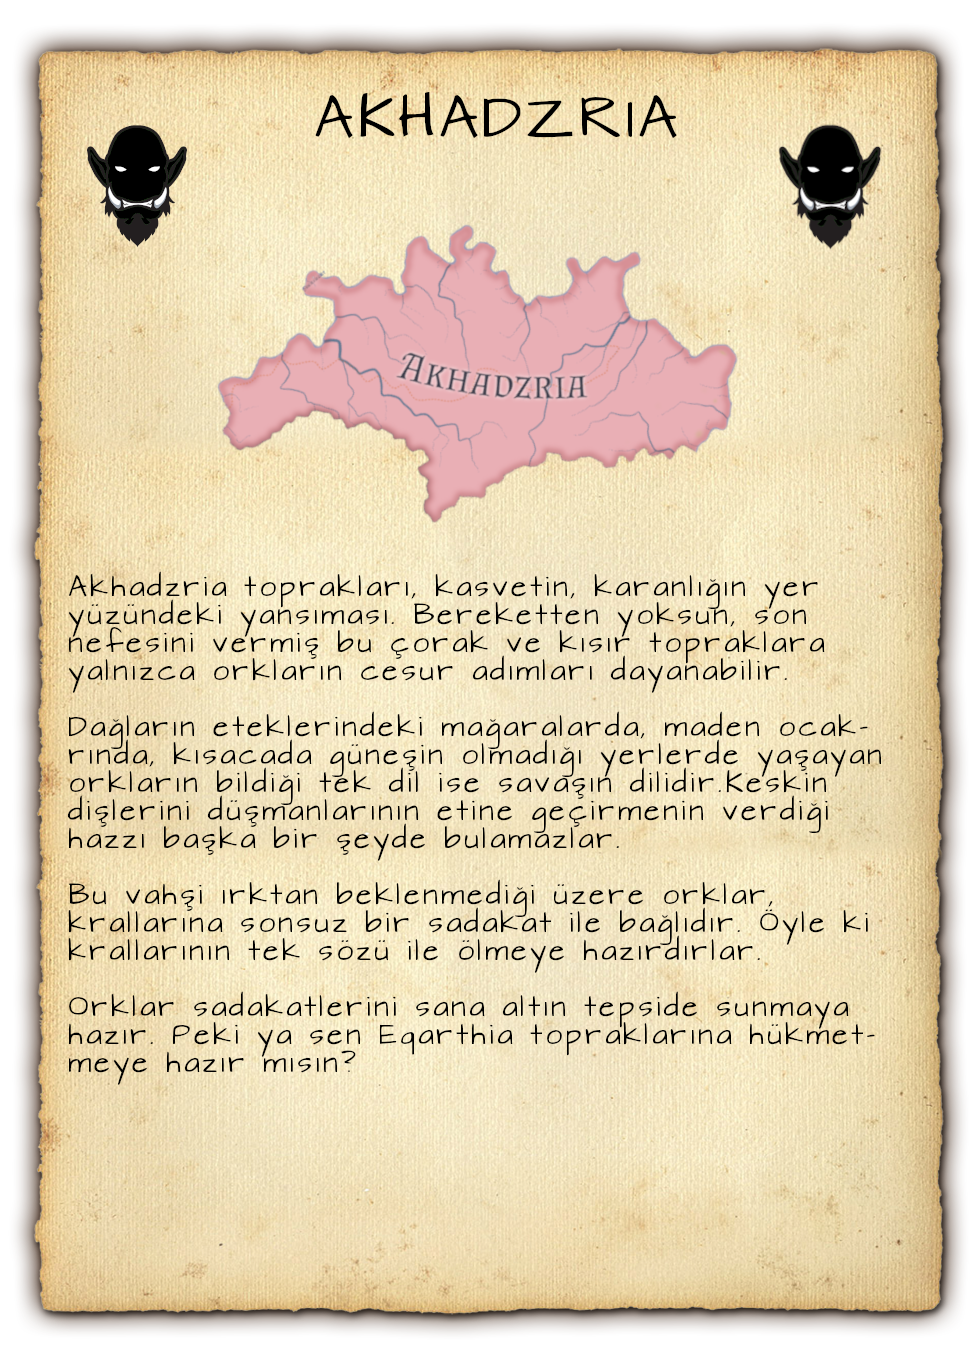 AKHADZRIA
AKHADZRIA
Akhadzria toprakları, kasvetin, karanlığın yer
yüzündeki yansıması. Bereketten yoksun, son
nefesini vermiş bu çorak ve kısır topraklara
yalnızca orkların cesur adımları dayanabilir.
Dağların eteklerindeki mağaralarda, maden ocak-
rında, kısacada güneşin olmadığı yerlerde yaşayan
orkların bildiği tek dil ise savaşın dilidir.Keskin
dişlerini düşmanlarının etine geçirmenin verdiği
hazzı başka bir şeyde bulamazlar.
Bu vahşi ırktan beklenmediği üzere orklar,
krallarına sonsuz bir sadakat ile bağlıdır. Öyle ki
krallarının tek sözü ile ölmeye hazırdırlar.
Orklar sadakatlerini sana altın tepside sunmaya
hazır. Peki ya sen Eqarthia topraklarına hükmet-
meye hazır mısın?